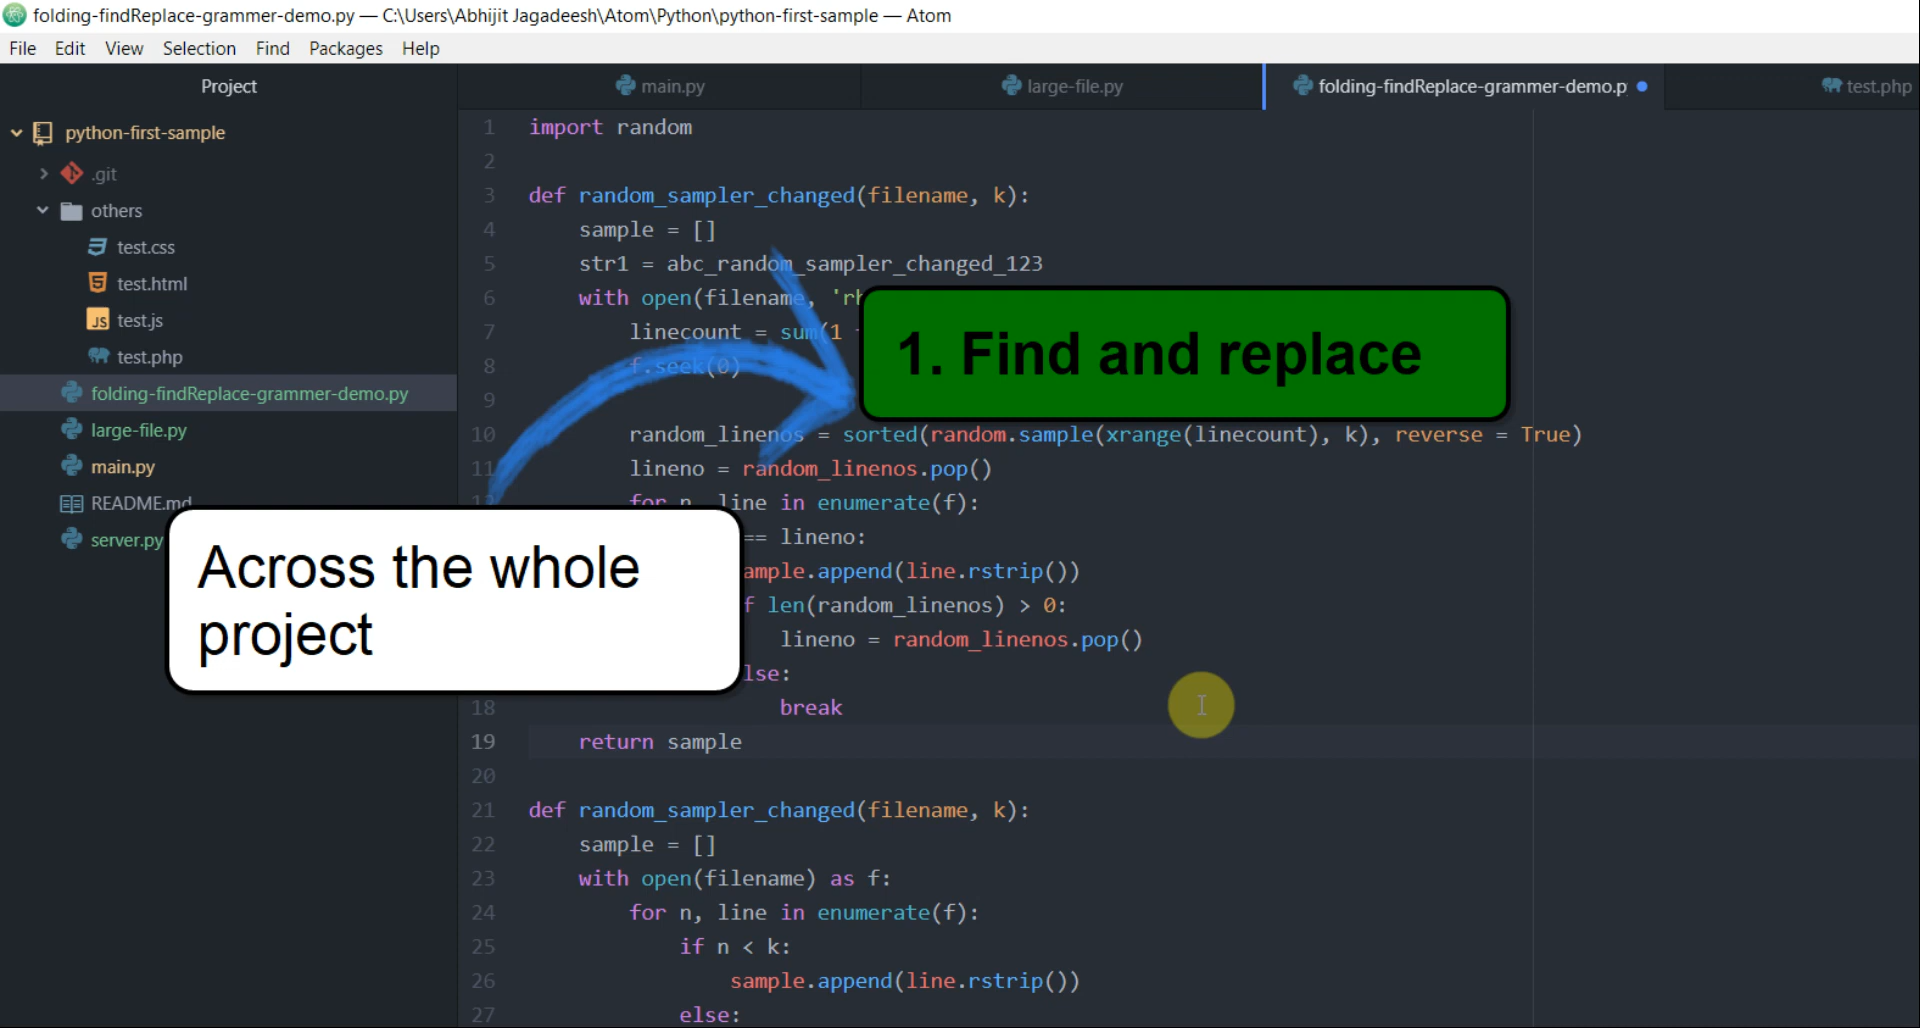 folding-findReplace-grammer-demo.py — C:\Users\Abhijit Jagadeesh\Atom\Python\python-first-sample — Atom
File Edit View Selection Find Packages Help
Project
main.py
large-file.py
folding-findReplace-grammer-demo.p
test.php
python-first-sample
.git
others
test.css
test.html
JS test.js
test.php
folding-findReplace-grammer-demo.py
large-file.py
main.py
README.md
server.py
1 import random
2
3 def random_sampler_changed(filename, k):
4 sample = []
5 str1 = abc_random_sampler_changed_123
6 with open(filename, 'rb
7 linecount = sum(1
8 f.seek(0)
9
10 random_linenos = sorted(random.sample(xrange(linecount), k), reverse = True)
11 lineno = random_linenos.pop()
12 for n, line in enumerate(f):
== lineno:
ample.append(line.rstrip())
f len(random_linenos) > 0:
lineno = random_linenos.pop()
lse:
18 break
19 return sample
20
21 def random_sampler_changed(filename, k):
22 sample = []
23 with open(filename) as f:
24 for n, line in enumerate(f):
25 if n < k:
26 sample.append(line.rstrip())
27 else:
1. Find and replace
Across the whole
project